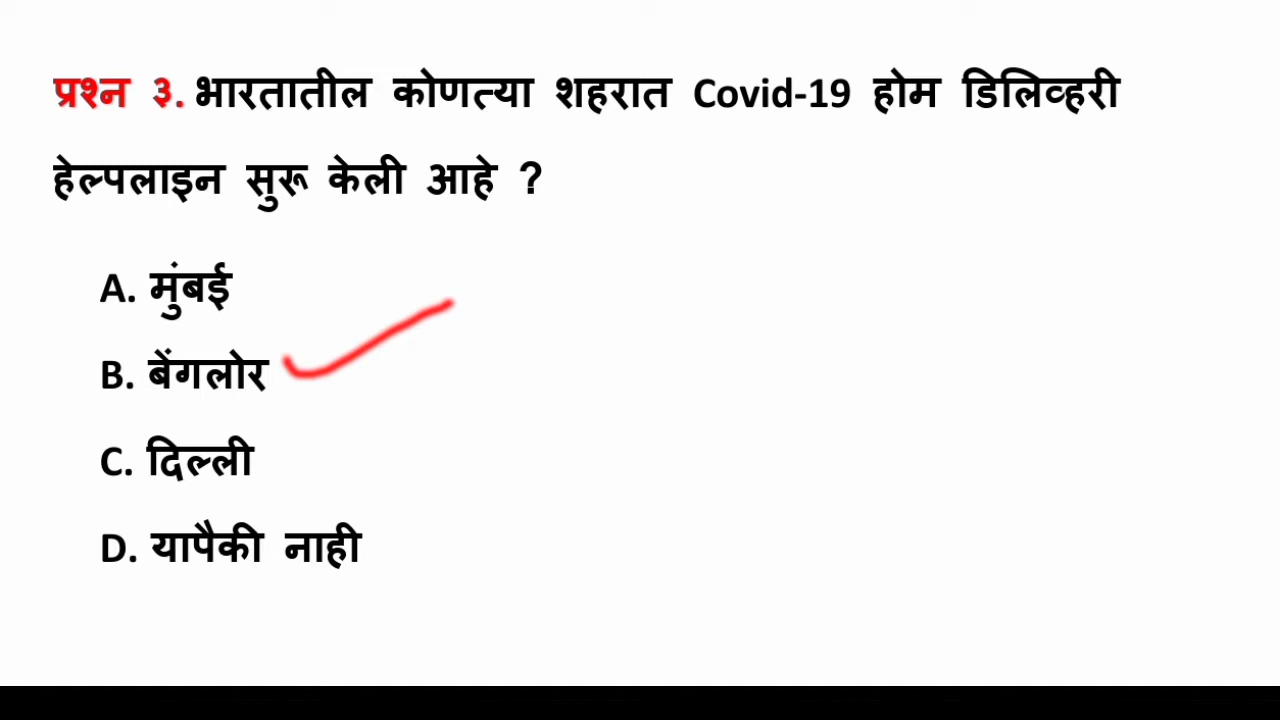 प्रश्न ३. भारतातील कोणत्या शहरात Covid-19 होम डिलिव्हरी
हेल्पलाइन सुरू केली आहे ?
A. मुंबई
B. बेंगलोर
C. दिल्ली
D. यापैकी नाही